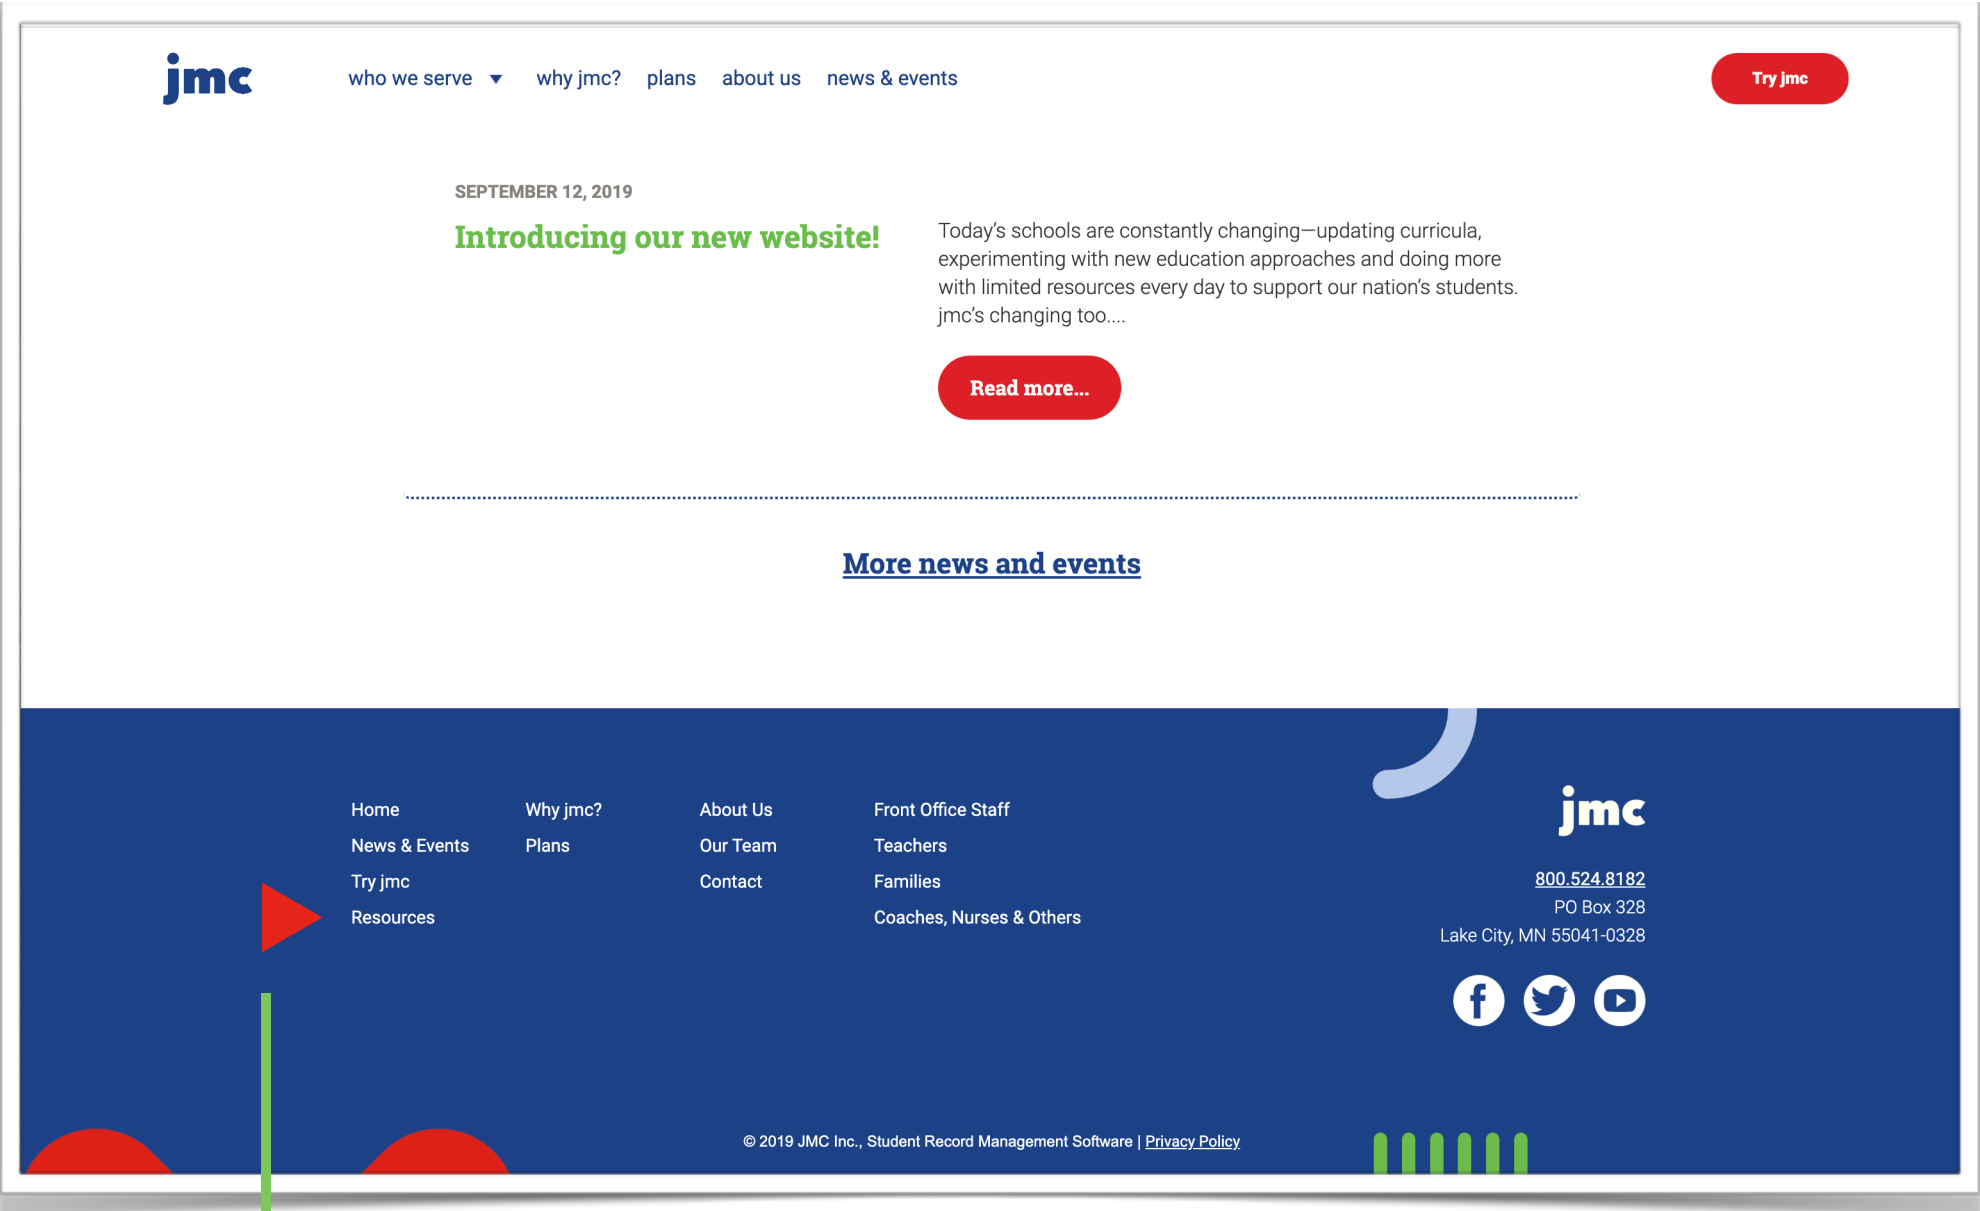 jmc
who we serve why jmc? plans about us news & events
Try jmc
SEPTEMBER 12, 2019
Introducing our new website!
Today’s schools are constantly changing—updating curricula,
experimenting with new education approaches and doing more
with limited resources every day to support our nation’s students.
jmc’s changing too....
Read more...
More news and events
Home
News & Events
Try jmc
Resources
Why jmc?
Plans
About Us
Our Team
Contact
Front Office Staff
Teachers
Families
Coaches, Nurses & Others
jmc
800.524.8182
PO Box 328
Lake City, MN 55041-0328
© 2019 JMC Inc., Student Record Management Software | Privacy Policy